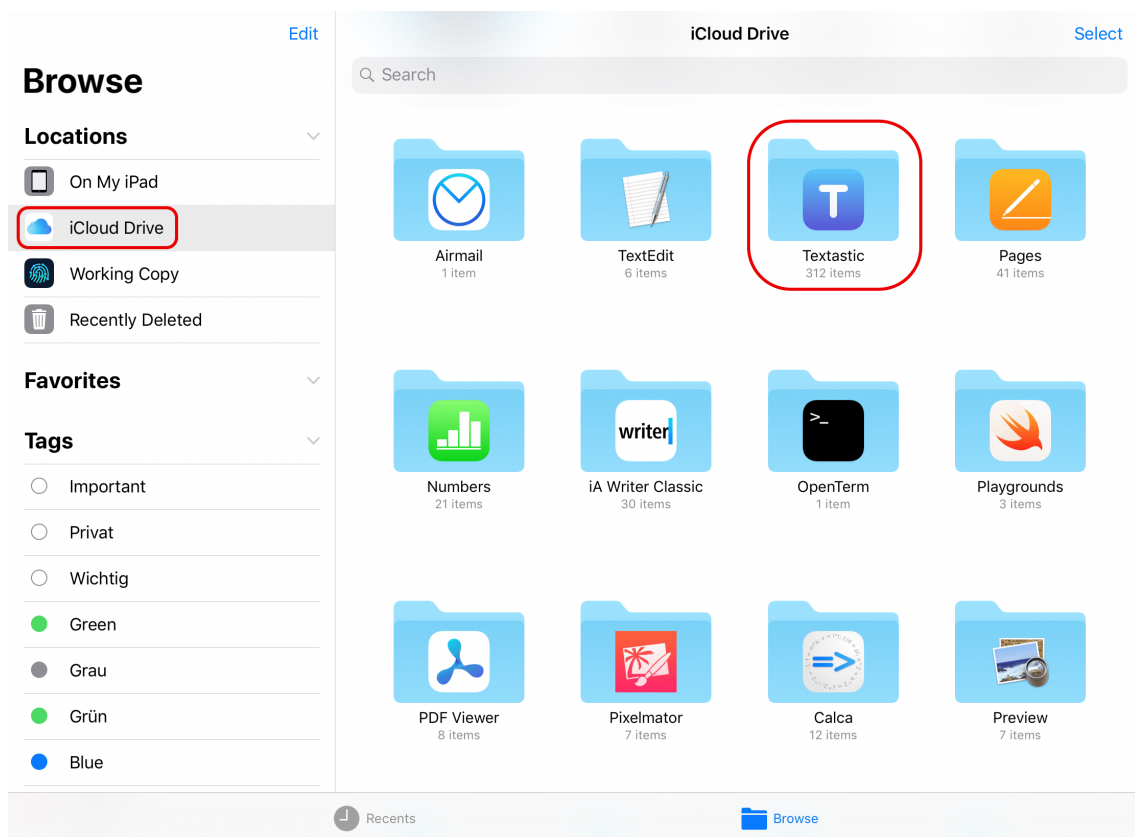 Edit
Browse
Locations
On My iPad
iCloud Drive
Working Copy
Recently Deleted
Favorites
Tags
Important
Privat
Wichtig
Green
Grau
Grün
Blue
iCloud Drive
Select
Search
T
Airmail
1 item
TextEdit
6 items
Textastic
312 items
Pages
41 items
writer
>_
Numbers
21 items
iA Writer Classic
30 items
OpenTerm
1 item
Playgrounds
3 items
=>
PDF Viewer
8 items
Pixelmator
7 items
Calca
12 items
Preview
7 items
Recents
Browse